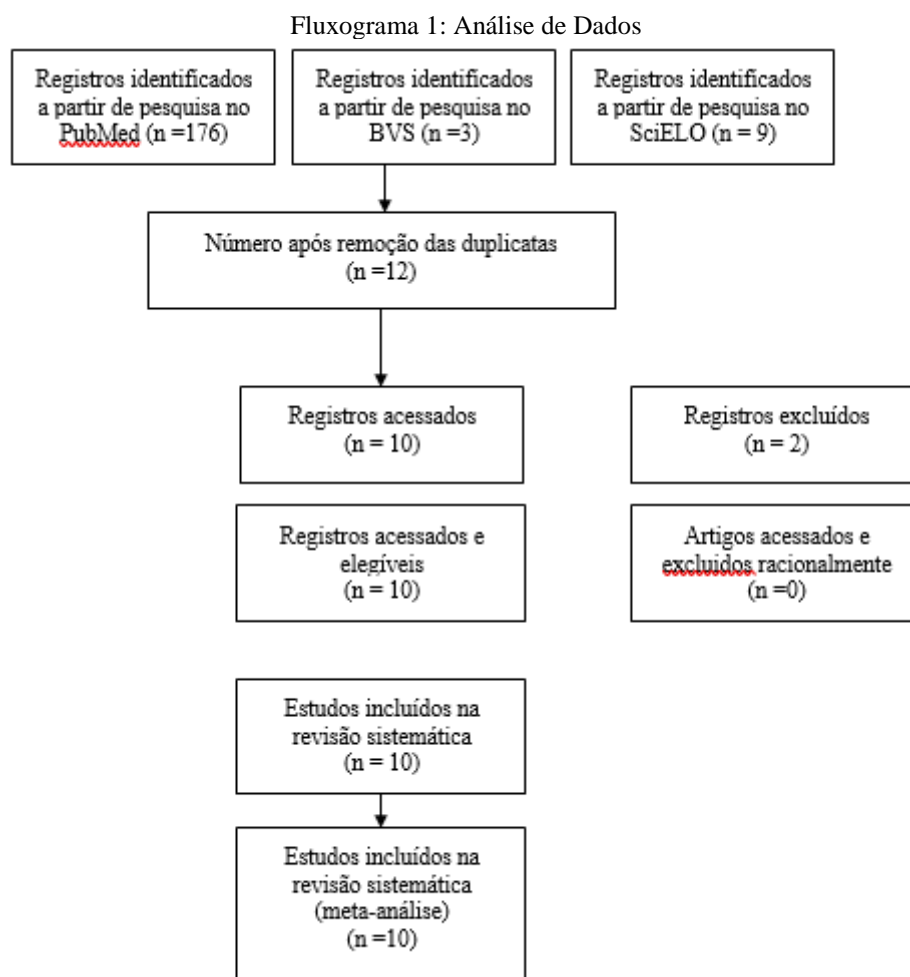 Fluxograma 1: Análise de Dados
Registros identificados
a partir de pesquisa no
PubMed (n =176)
Registros identificados
a partir de pesquisa no
BVS (n =3)
Registros identificados
a partir de pesquisa no
SciELO (n = 9)
Número após remoção das duplicatas
(n =12)
Registros acessados
(n = 10)
Registros excluídos
(n = 2)
Registros acessados e
elegíveis
(n = 10)
Artigos acessados e
excluidos racionalmente
(n =0)
Estudos incluídos na
revisão sistemática
(n = 10)
Estudos incluídos na
revisão sistemática
(meta-análise)
(n =10)